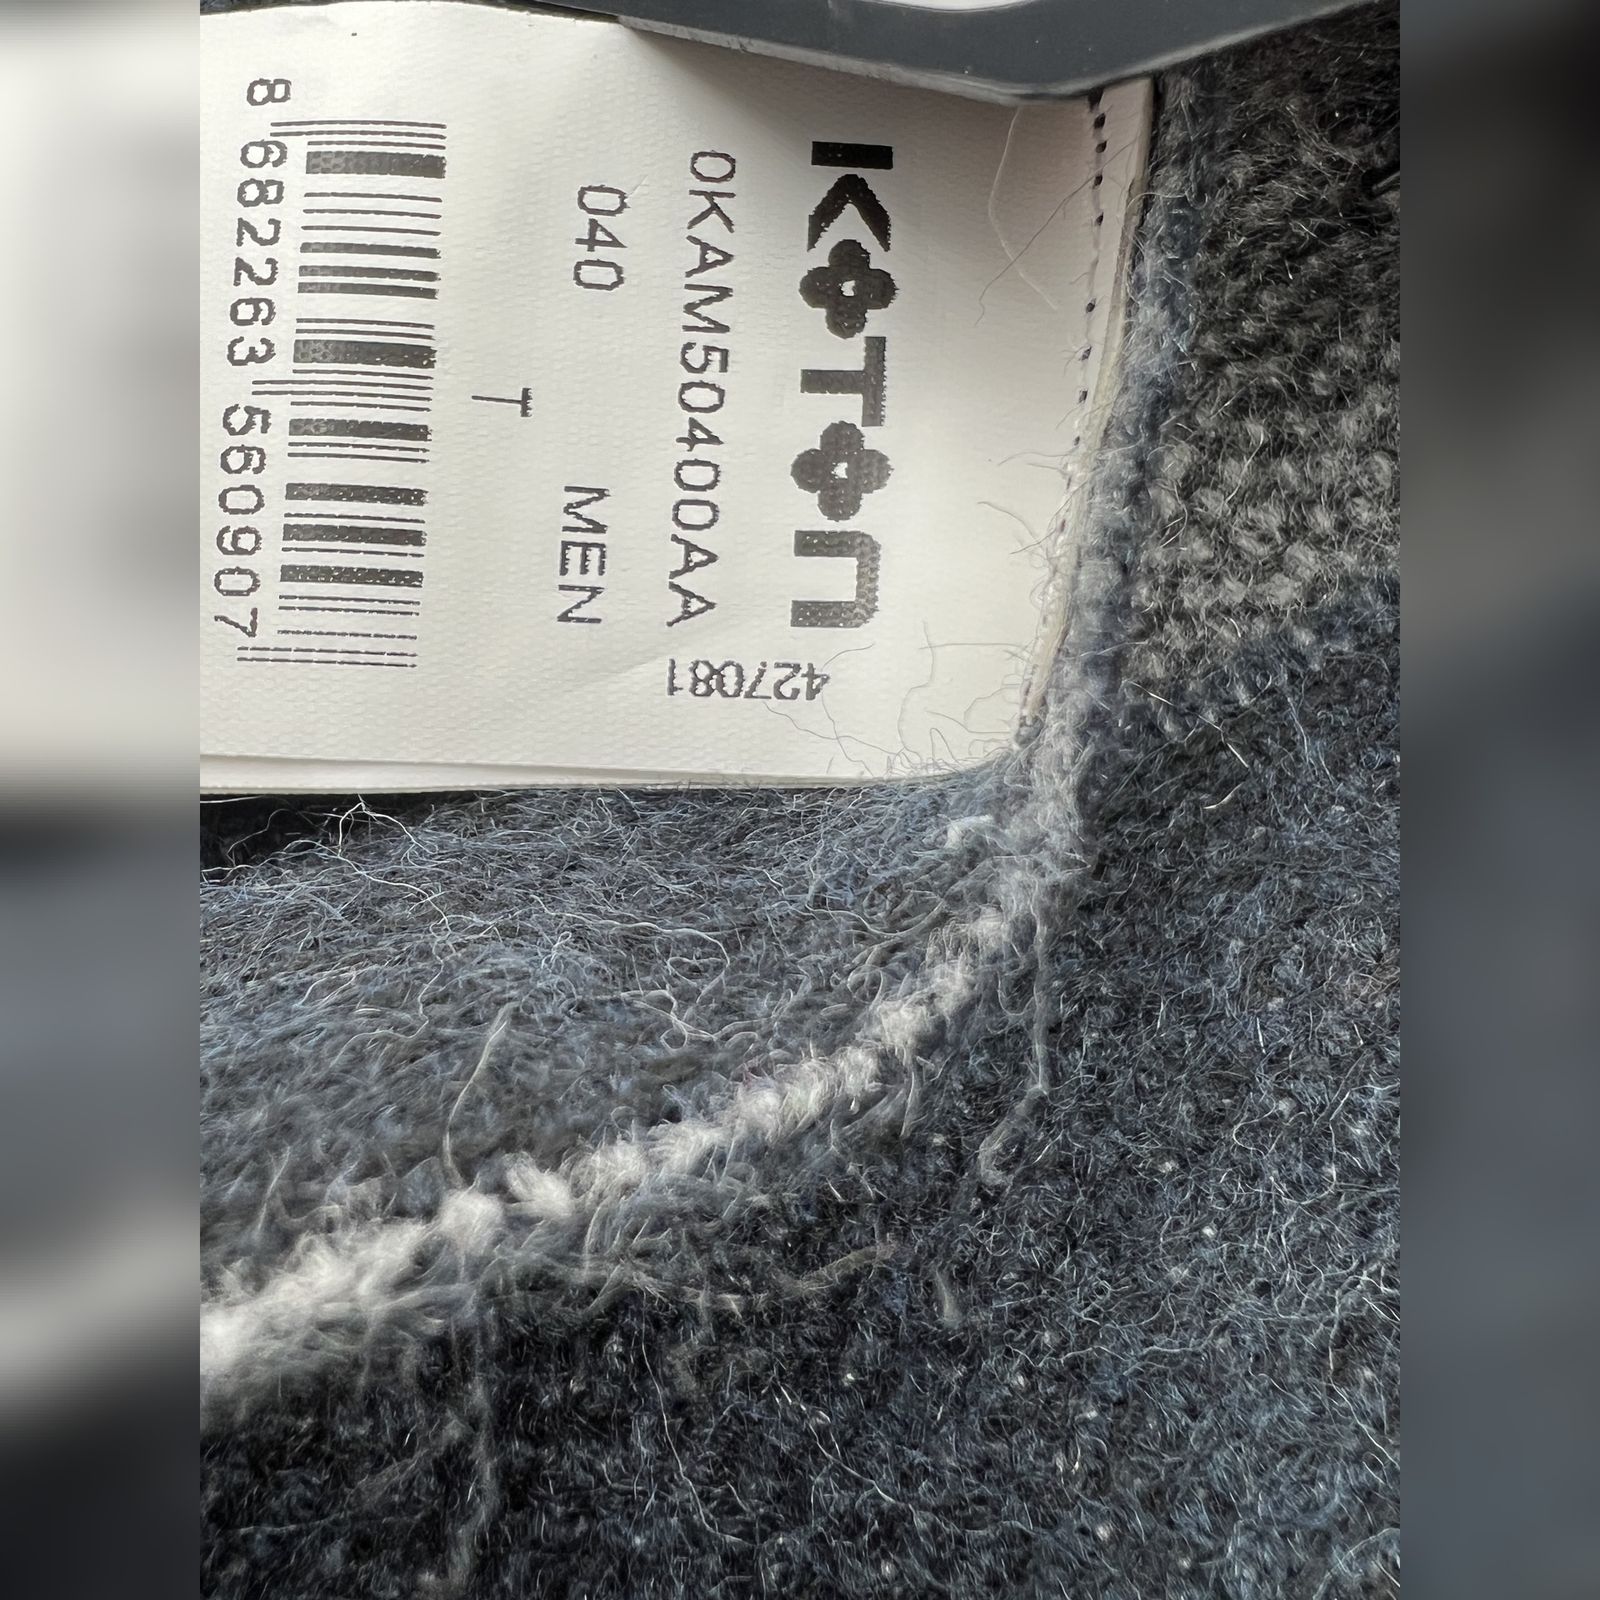 KOTON
427081
0KAM50400AA
040 MEN
T
8 682263 560907